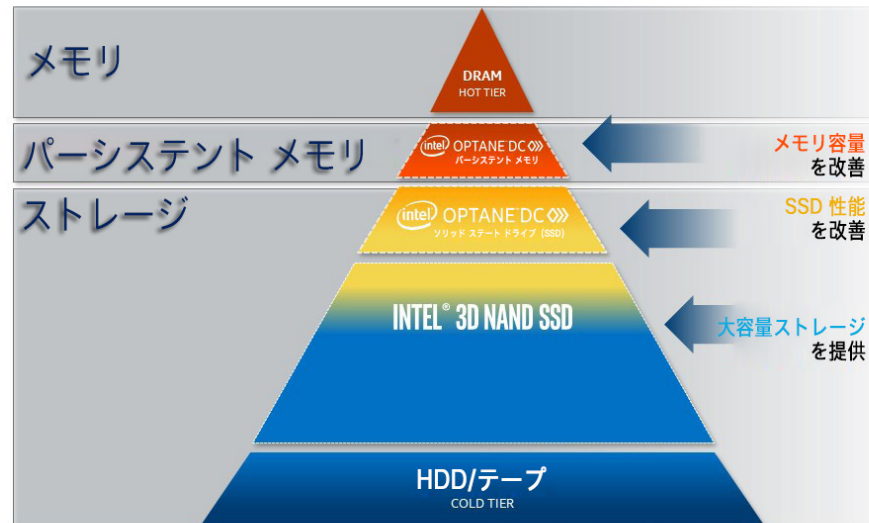 メモリ
DRAM
HOT TIER
パーシステント メモリ
intel OPTANE DC
パーシステント メモリ
メモリ容量
を改善
ストレージ
intel OPTANE™DC
ソリッド ステート ドライブ (SSD)
SSD 性能
を改善
INTEL® 3D NAND SSD
大容量ストレージ
を提供
HDD/テープ
COLD TIER